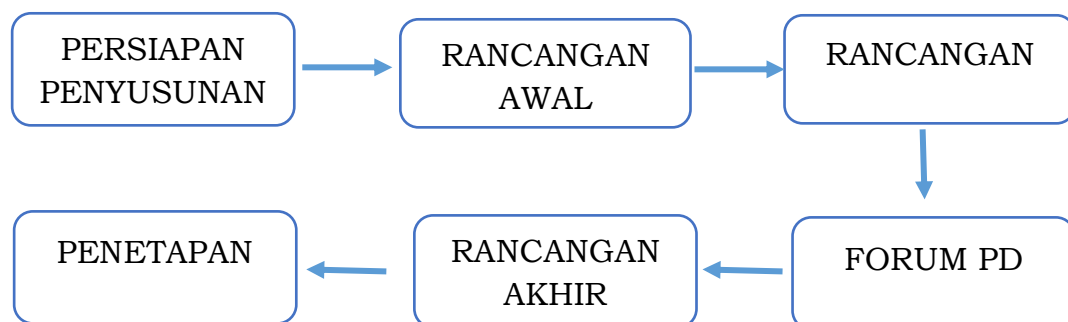 PERSIAPAN
PENYUSUNAN
RANCANGAN
AWAL
RANCANGAN
FORUM PD
RANCANGAN
AKHIR
PENETAPAN